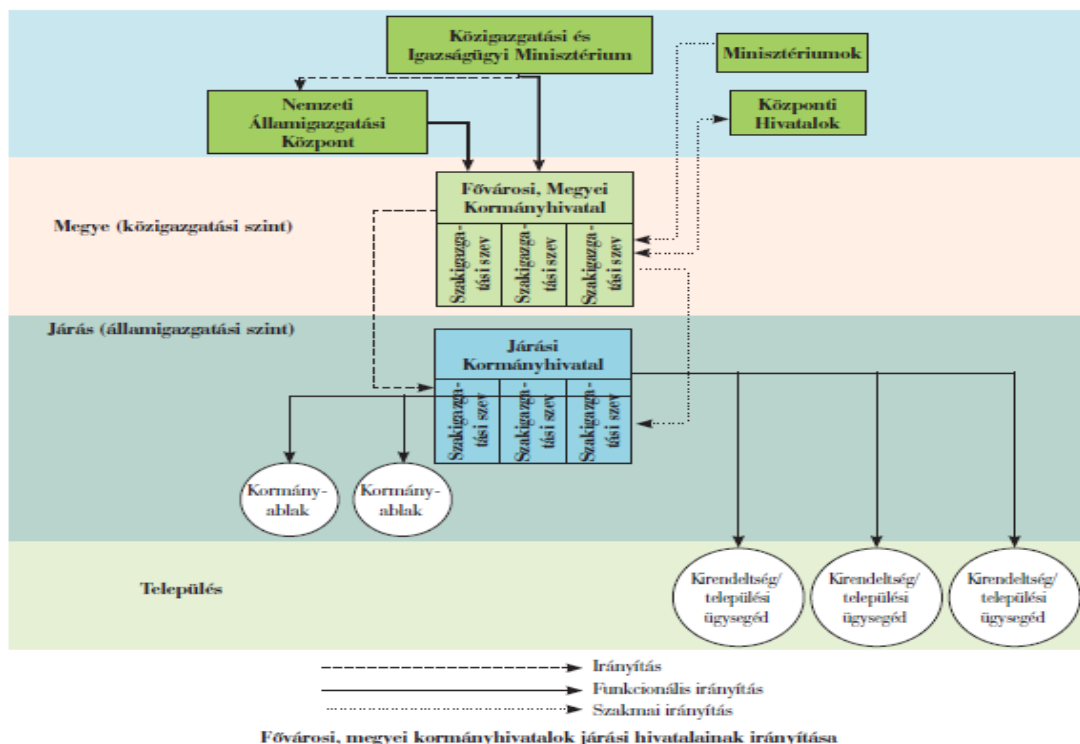 Közigazgatási és
Igazságügyi Minisztérium
Minisztériumok
Nemzeti
Államigazgatási
Központ
Központi
Hivatalok
Fővárosi, Megyei
Kormányhivatal
Megye (közigazgatási szint)
Szakigazga-
tási szev
Szakigazga-
tási szev
Szakigazga-
tási szev
Járás (államigazgatási szint)
Járási
Kormányhivatal
Szakigazga-
tási szev
Szakigazga-
tási szev
Szakigazga-
tási szev
Kormány-
ablak
Kormány-
ablak
Település
Kirendeltség/
települési
ügysegéd
Kirendeltség/
települési
ügysegéd
Kirendeltség/
települési
ügysegéd
Irányítás
Funkcionális irányítás
Szakmai irányítás
Fővárosi, megyei kormányhivatalok járási hivatalainak irányítása